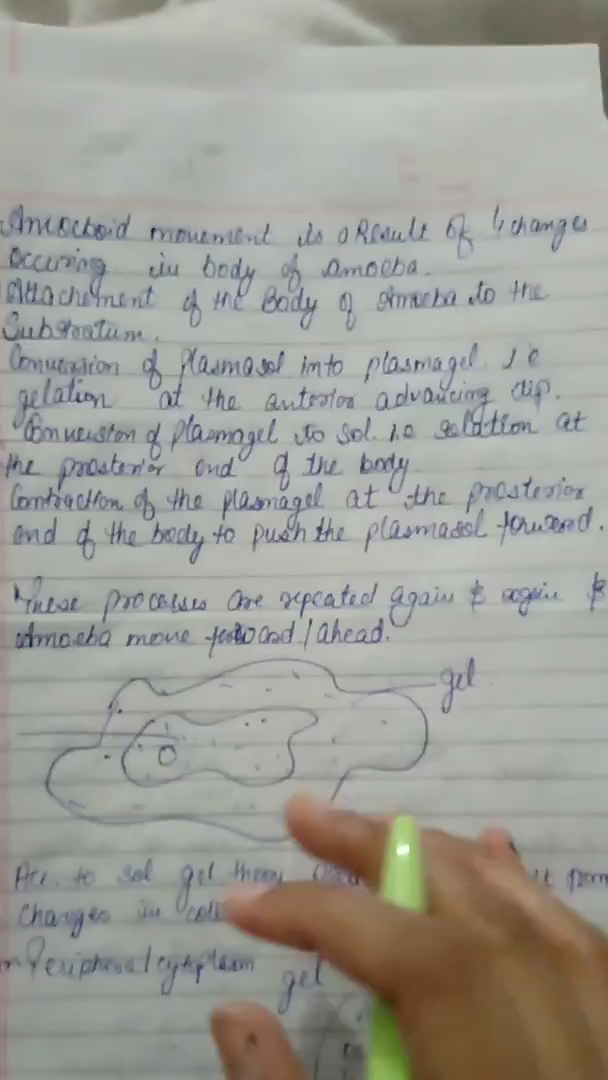 Amoeboid movement is a Result of 4 changes
occuring in body of Amoeba.
Attachement of the Body of Amoeba to the
Substratum.
Conversion of plasmasol into plasmagel i.e
gelation at the anterior advancing tip.
Conversion of plasmagel to sol. i.e solation at
the prosterior end of the body
Contraction of the plasmagel at the prosterior
end of the body to push the plasmasol forward.
These processes are repeated again & again &
Amoeba move forward / ahead.
gel
Acc. to sol gel theory
changes in
Peripheral cytoplasm
gel